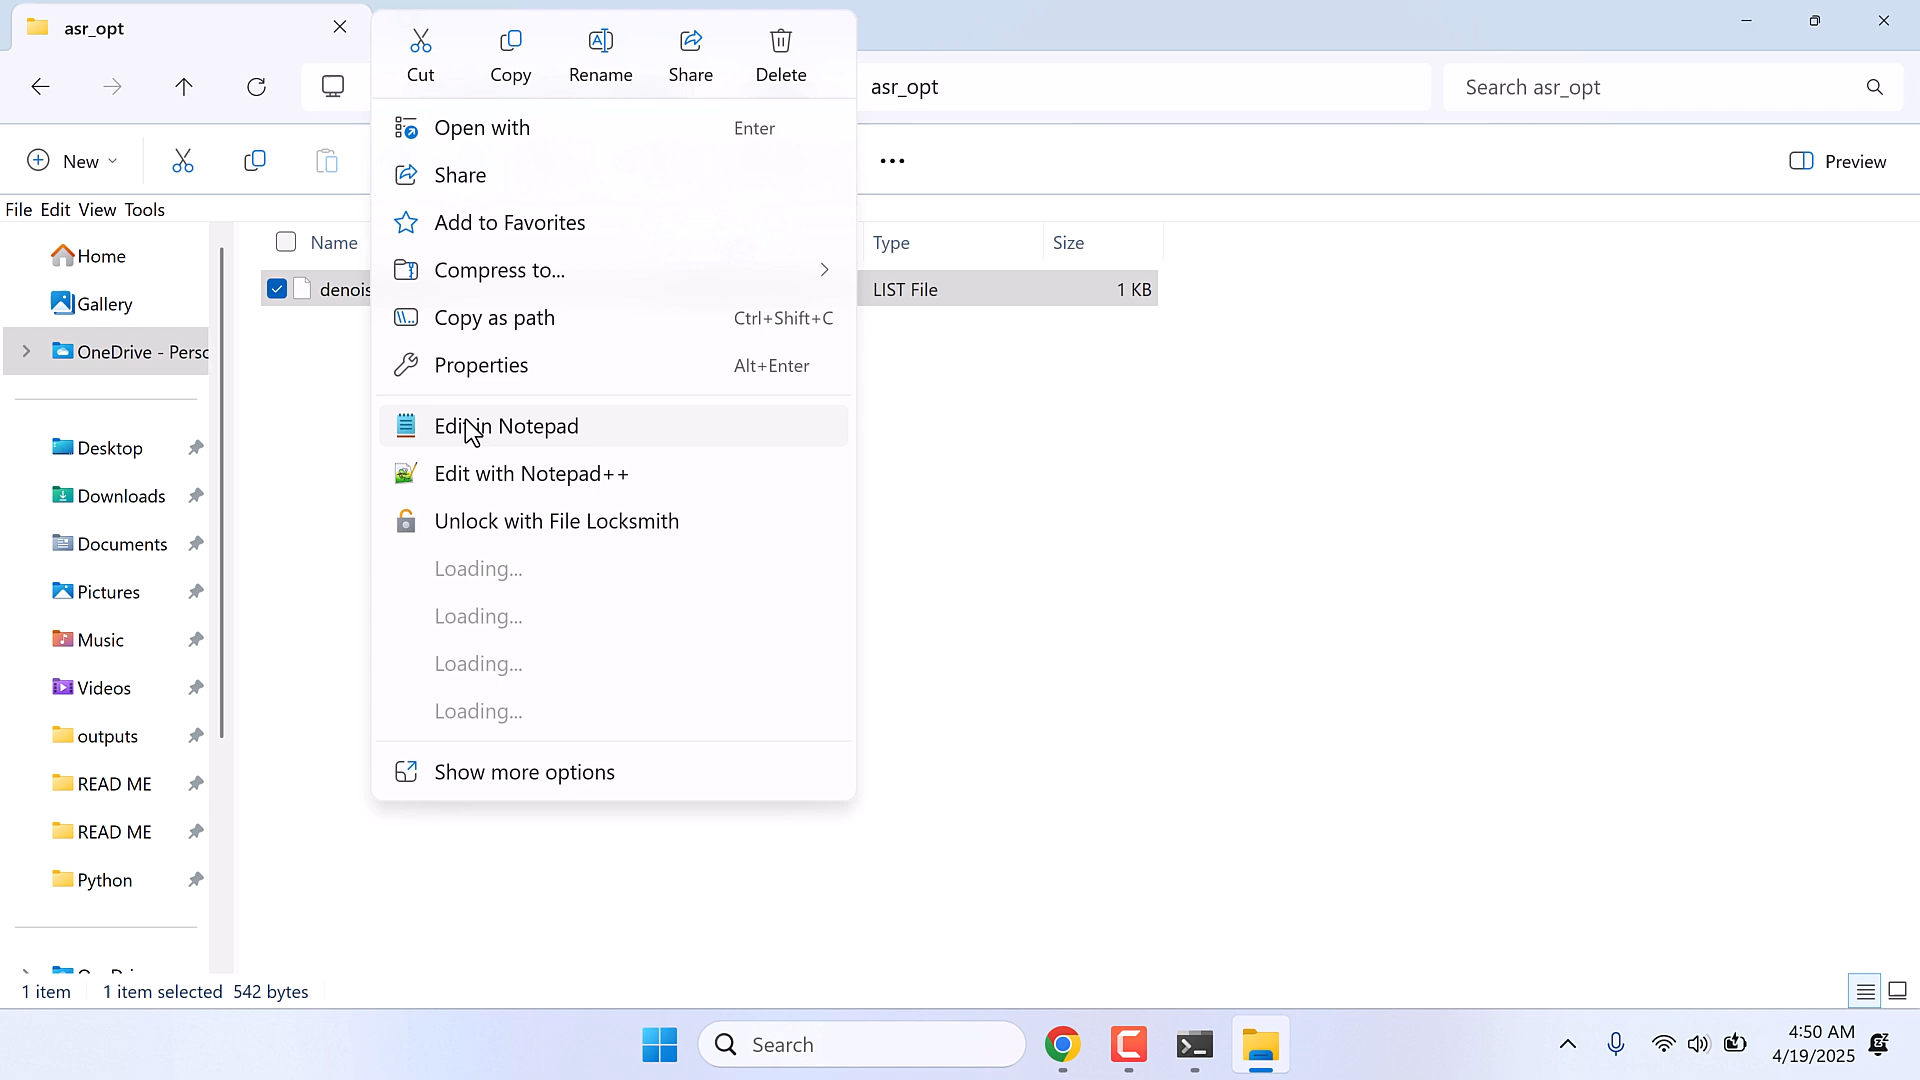 asr_opt
Cut Copy Rename Share Delete
asr_opt
Search asr_opt
Open with Enter
New
Share
Preview
File Edit View Tools
Add to Favorites
Name Type Size
Home
Compress to...
denois LIST File 1 KB
Gallery
Copy as path Ctrl+Shift+C
OneDrive - Perso
Properties Alt+Enter
Edit in Notepad
Desktop
Edit with Notepad++
Downloads
Unlock with File Locksmith
Documents
Loading...
Pictures
Loading...
Music
Loading...
Videos
Loading...
outputs
Show more options
READ ME
READ ME
Python
1 item 1 item selected 542 bytes
Search
4:50 AM
4/19/2025